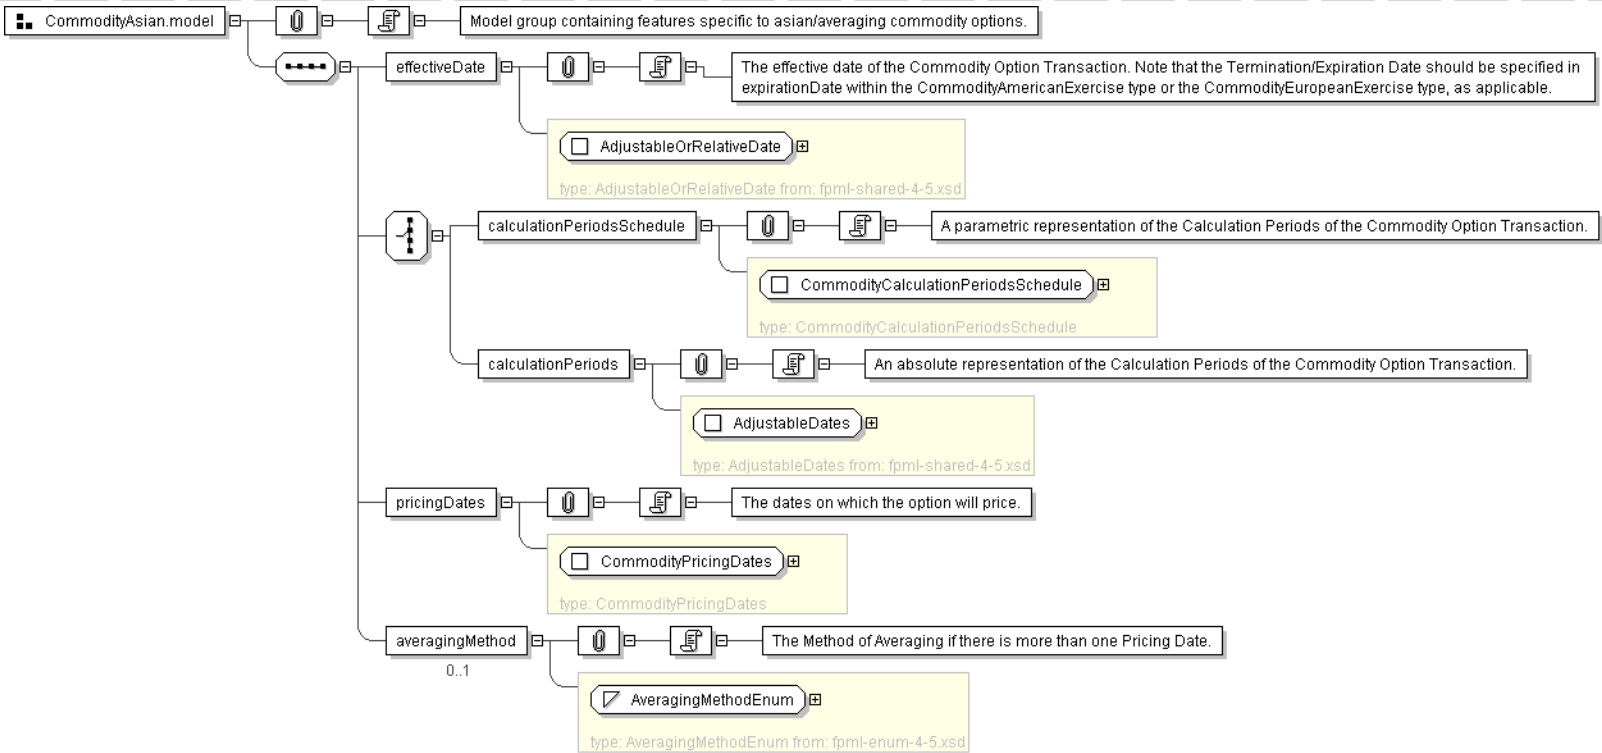 CommodityAsian.model
Model group containing features specific to asian/averaging commodity options.
effectiveDate
The effective date of the Commodity Option Transaction. Note that the Termination/Expiration Date should be specified in
expirationDate within the CommodityAmericanExercise type or the CommodityEuropeanExercise type, as applicable.
AdjustableOrRelativeDate
type: AdjustableOrRelativeDate from: fpml-shared-4-5.xsd
calculationPeriodsSchedule
A parametric representation of the Calculation Periods of the Commodity Option Transaction.
CommodityCalculationPeriodsSchedule
type: CommodityCalculationPeriodsSchedule
calculationPeriods
An absolute representation of the Calculation Periods of the Commodity Option Transaction.
AdjustableDates
type: AdjustableDates from: fpml-shared-4-5.xsd
pricingDates
The dates on which the option will price.
CommodityPricingDates
type: CommodityPricingDates
averagingMethod
The Method of Averaging if there is more than one Pricing Date.
0..1
AveragingMethodEnum
type: AveragingMethodEnum from: fpml-enum-4-5.xsd